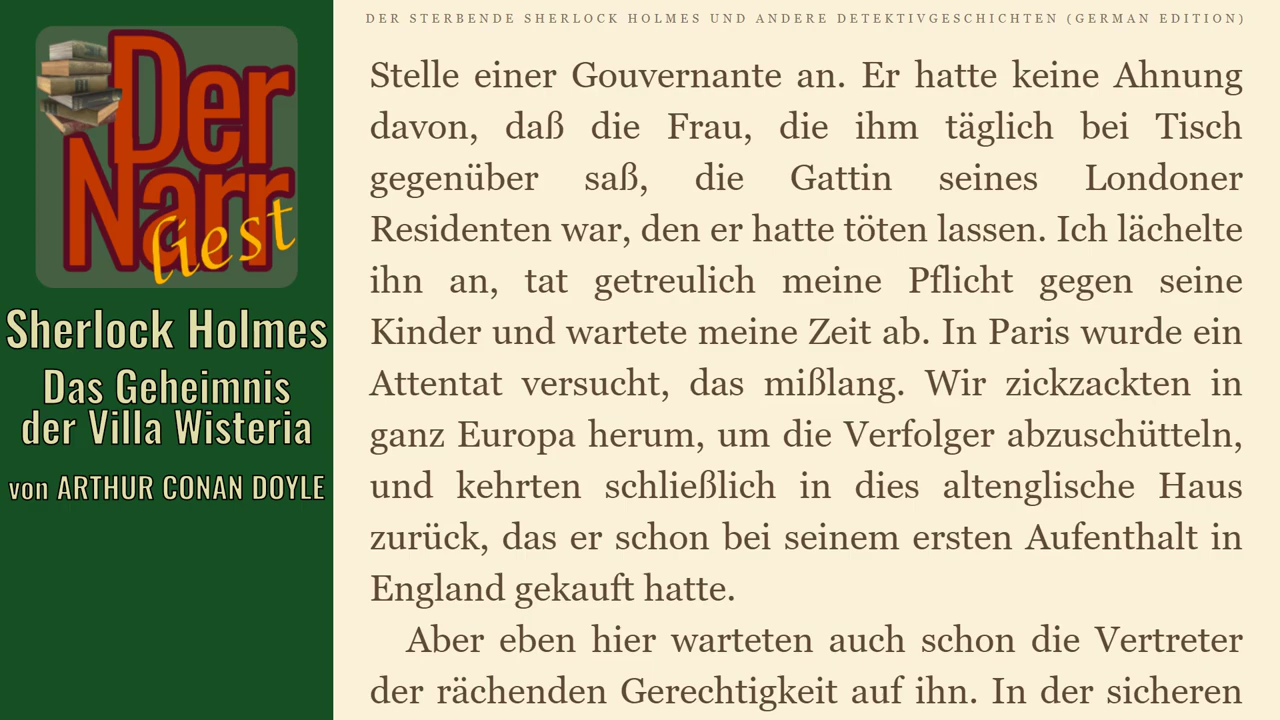 Der
Narr
liest
Sherlock Holmes
Das Geheimnis
der Villa Wisteria
von ARTHUR CONAN DOYLE
DER STERBENDE SHERLOCK HOLMES UND ANDERE DETEKTIVGESCHICHTEN (GERMAN EDITION)
Stelle einer Gouvernante an. Er hatte keine Ahnung
davon, daß die Frau, die ihm täglich bei Tisch
gegenüber saß, die Gattin seines Londoner
Residenten war, den er hatte töten lassen. Ich lächelte
ihn an, tat getreulich meine Pflicht gegen seine
Kinder und wartete meine Zeit ab. In Paris wurde ein
Attentat versucht, das mißlang. Wir zickzackten in
ganz Europa herum, um die Verfolger abzuschütteln,
und kehrten schließlich in dies altenglische Haus
zurück, das er schon bei seinem ersten Aufenthalt in
England gekauft hatte.
Aber eben hier warteten auch schon die Vertreter
der rächenden Gerechtigkeit auf ihn. In der sicheren